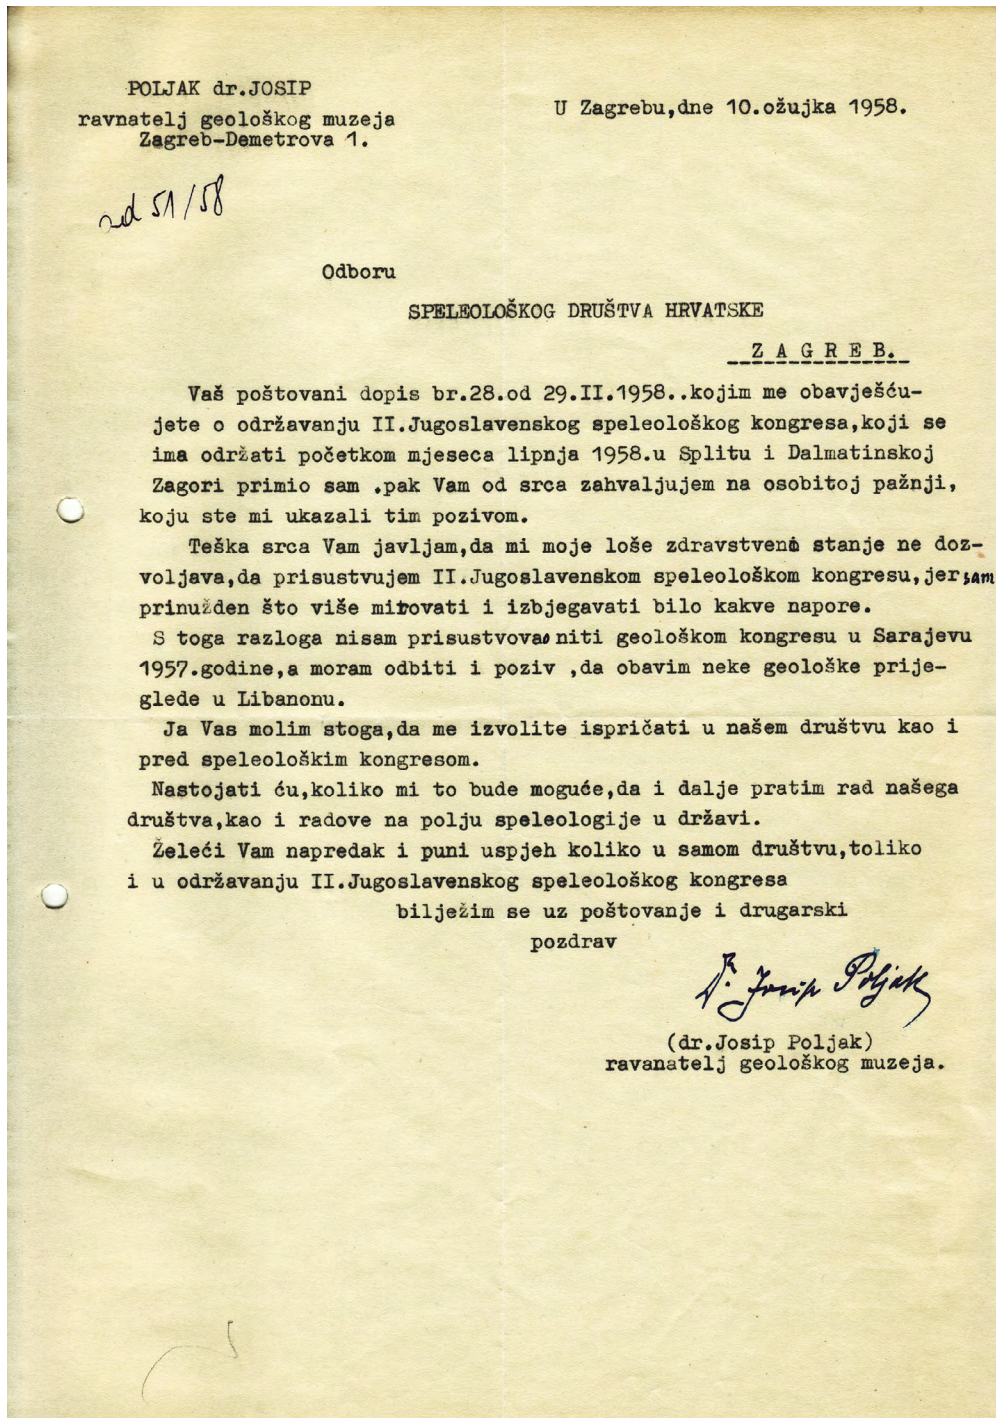 POLJAK dr.JOSIP
ravnatelj geološkog muzeja
Zagreb-Demetrova 1.
U Zagrebu,dne 10.ožujka 1958.
51/58
Odboru
SPELEOLOŠKOG DRUŠTVA HRVATSKE
Z A G R E B.
Vaš poštovani dopis br.28.od 29.II.1958..kojim me obavješću-
jete o održavanju II.Jugoslavenskog speleološkog kongresa,koji se
ima održati početkom mjeseca lipnja 1958.u Splitu i Dalmatinskoj
Zagori primio sam .pak Vam od srca zahvaljujem na osobitoj pažnji,
koju ste mi ukazali tim pozivom.
Teška srca Vam javljam,da mi moje loše zdravstveno stanje ne doz-
voljava,da prisustvujem II.Jugoslavenskom speleološkom kongresu,jer sam
prinužden što više mirovati i izbjegavati bilo kakve napore.
S toga razloga nisam prisustvovao niti geološkom kongresu u Sarajevu
1957.godine,a moram odbiti i poziv ,da obavim neke geološke prije-
glede u Libanonu.
Ja Vas molim stoga,da me izvolite ispričati u našem društvu kao i
pred speleološkim kongresom.
Nastojati ću,koliko mi to bude moguće,da i dalje pratim rad našega
društva,kao i radove na polju speleologije u državi.
Želeći Vam napredak i puni uspjeh koliko u samom društvu,toliko
i u održavanju II.Jugoslavenskog speleološkog kongresa
bilježim se uz poštovanje i drugarski
pozdrav
Dr. Josip Poljak
(dr.Josip Poljak)
ravanatelj geološkog muzeja.